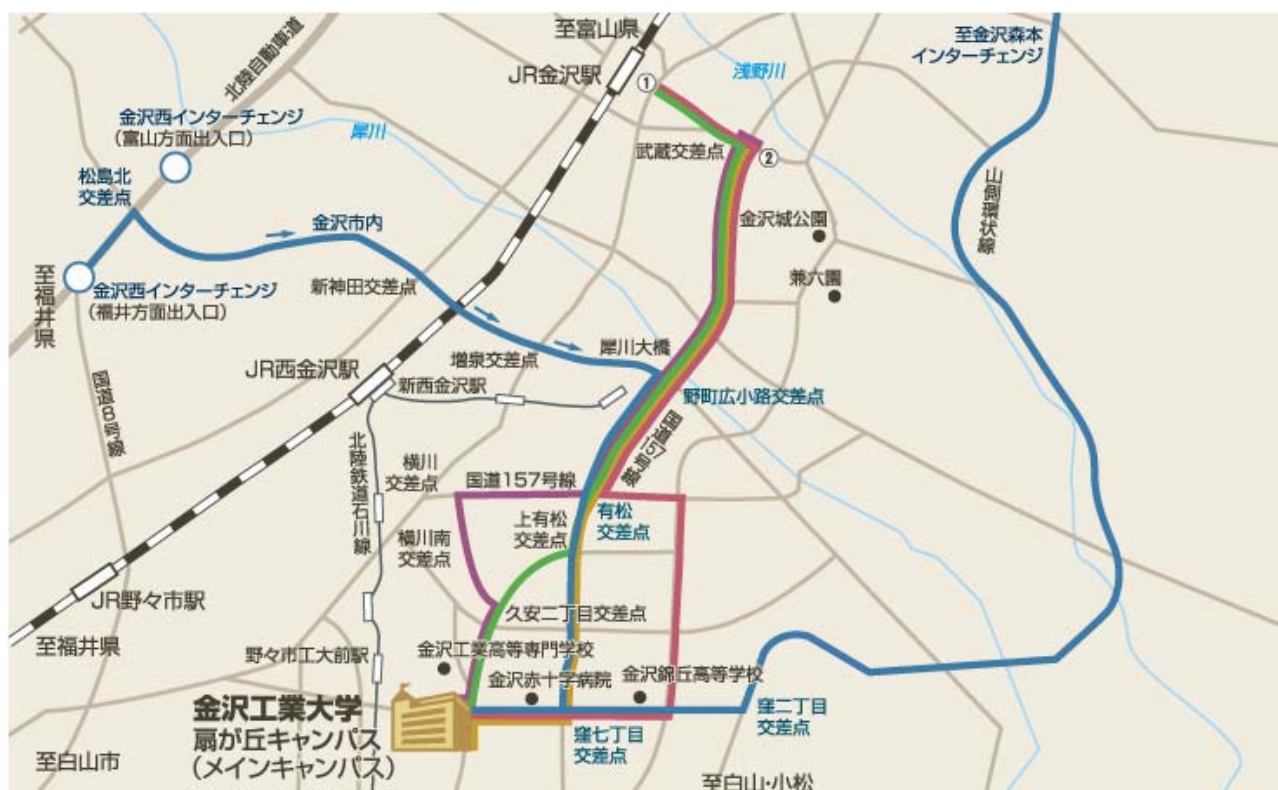 至富山県
JR金沢駅
①
浅野川
至金沢森本
インターチェンジ
北陸自動車道
金沢西インターチェンジ
(富山方面出入口)
犀川
武蔵交差点
②
松島北
交差点
山側環状線
金沢市内
金沢城公園
至福井県
金沢西インターチェンジ
(福井方面出入口)
新神田交差点
兼六園
犀川大橋
増泉交差点
JR西金沢駅
新西金沢駅
野町広小路交差点
国道8号線
国道157号線
北陸鉄道石川線
横川
交差点
国道157号線
有松
交差点
上有松
交差点
横川南
交差点
JR野々市駅
久安二丁目交差点
至福井県
野々市工大前駅
金沢工業高等専門学校
金沢赤十字病院
金沢錦丘高等学校
金沢工業大学
扇が丘キャンパス
(メインキャンパス)
窪二丁目
交差点
窪七丁目
交差点
至白山市
至白山・小松